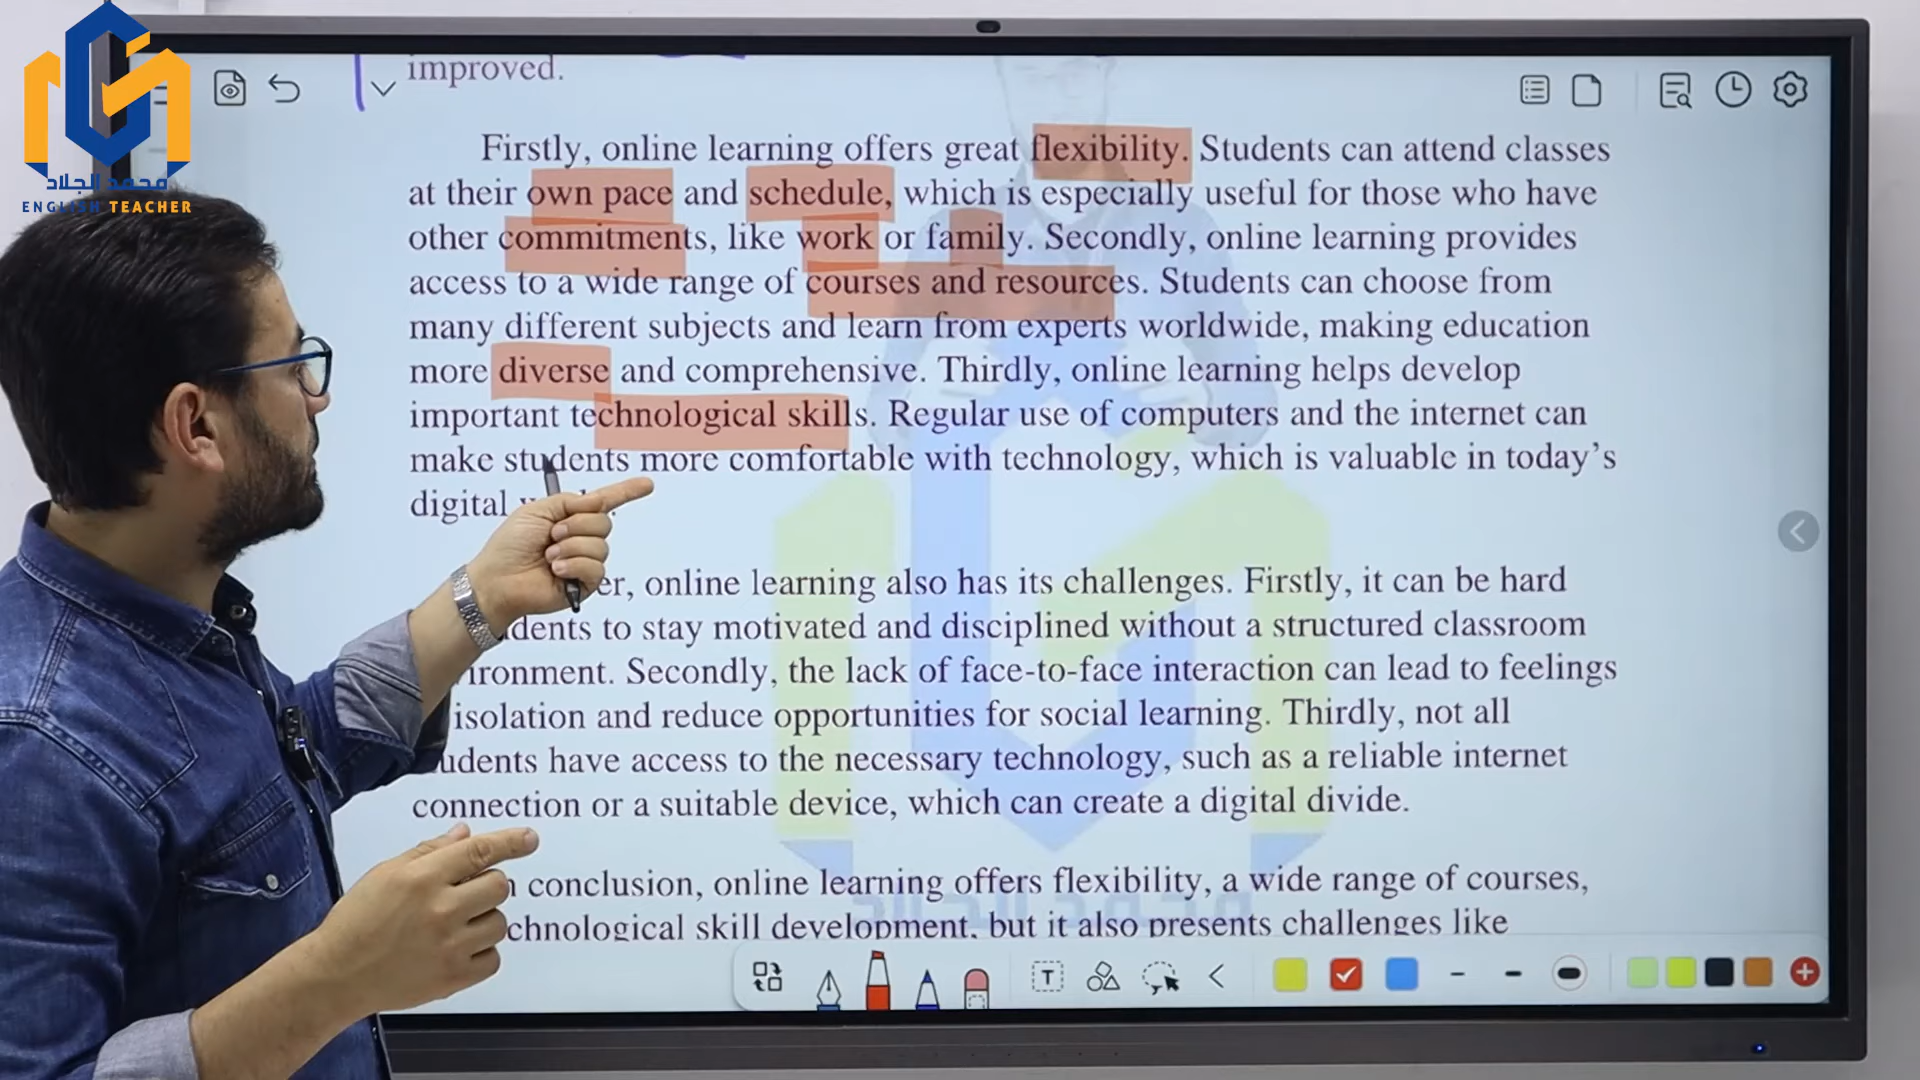 محمد الجلاد
ENGLISH TEACHER
improved.
Firstly, online learning offers great flexibility. Students can attend classes
at their own pace and schedule, which is especially useful for those who have
other commitments, like work or family. Secondly, online learning provides
access to a wide range of courses and resources. Students can choose from
many different subjects and learn from experts worldwide, making education
more diverse and comprehensive. Thirdly, online learning helps develop
important technological skills. Regular use of computers and the internet can
make students more comfortable with technology, which is valuable in today's
digital
er, online learning also has its challenges. Firstly, it can be hard
dents to stay motivated and disciplined without a structured classroom
ironment. Secondly, the lack of face-to-face interaction can lead to feelings
isolation and reduce opportunities for social learning. Thirdly, not all
udents have access to the necessary technology, such as a reliable internet
connection or a suitable device, which can create a digital divide.
n conclusion, online learning offers flexibility, a wide range of courses,
chnological skill development, but it also presents challenges like
محمد الجلاد
T